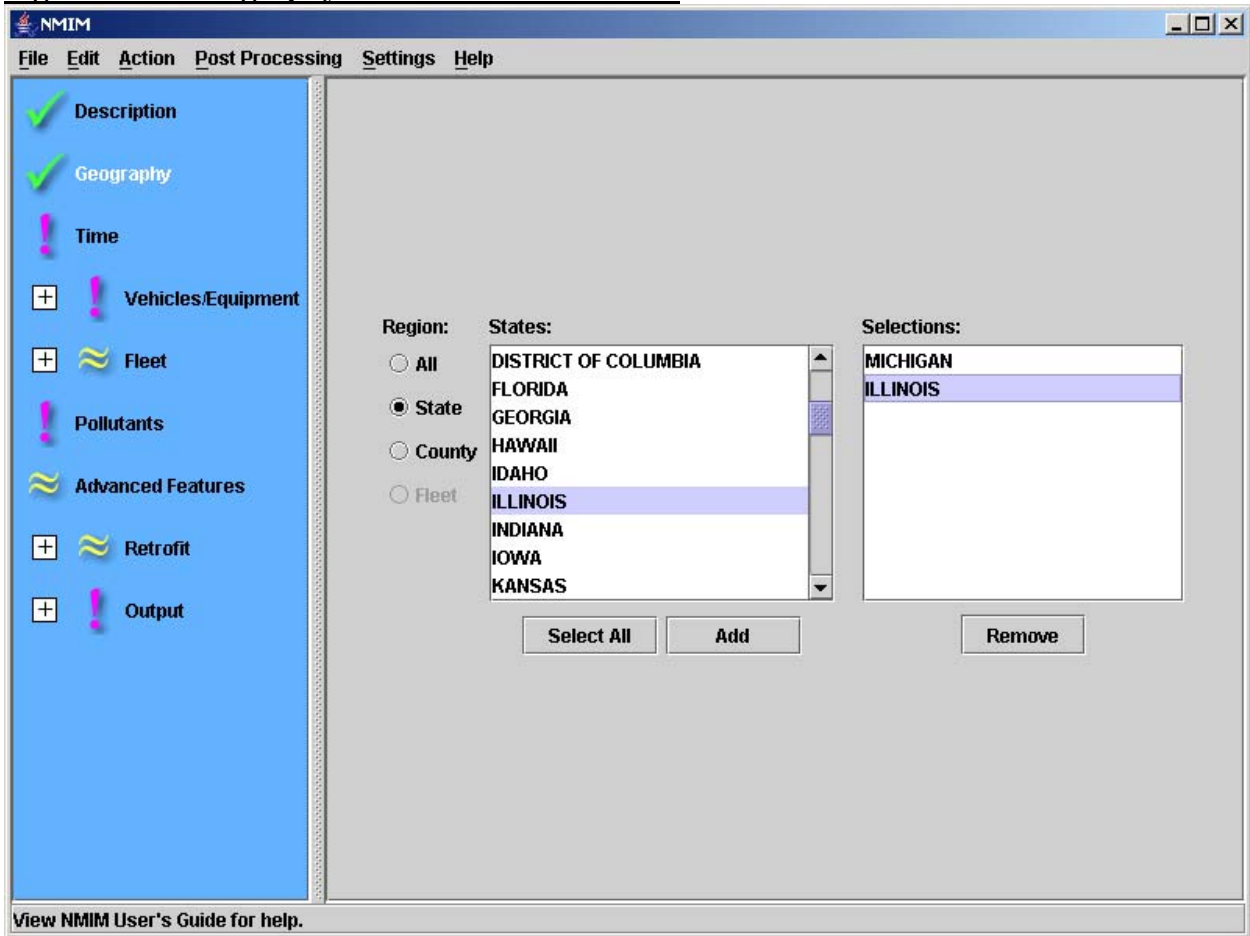 NMIM
File Edit Action Post Processing Settings Help
Description
Geography
Time
Vehicles/Equipment
Fleet
Pollutants
Advanced Features
Retrofit
Output
Region:
All
State
County
Fleet
States:
DISTRICT OF COLUMBIA
FLORIDA
GEORGIA
HAWAII
IDAHO
ILLINOIS
INDIANA
IOWA
KANSAS
Select All Add
Selections:
MICHIGAN
ILLINOIS
Remove
View NMIM User's Guide for help.